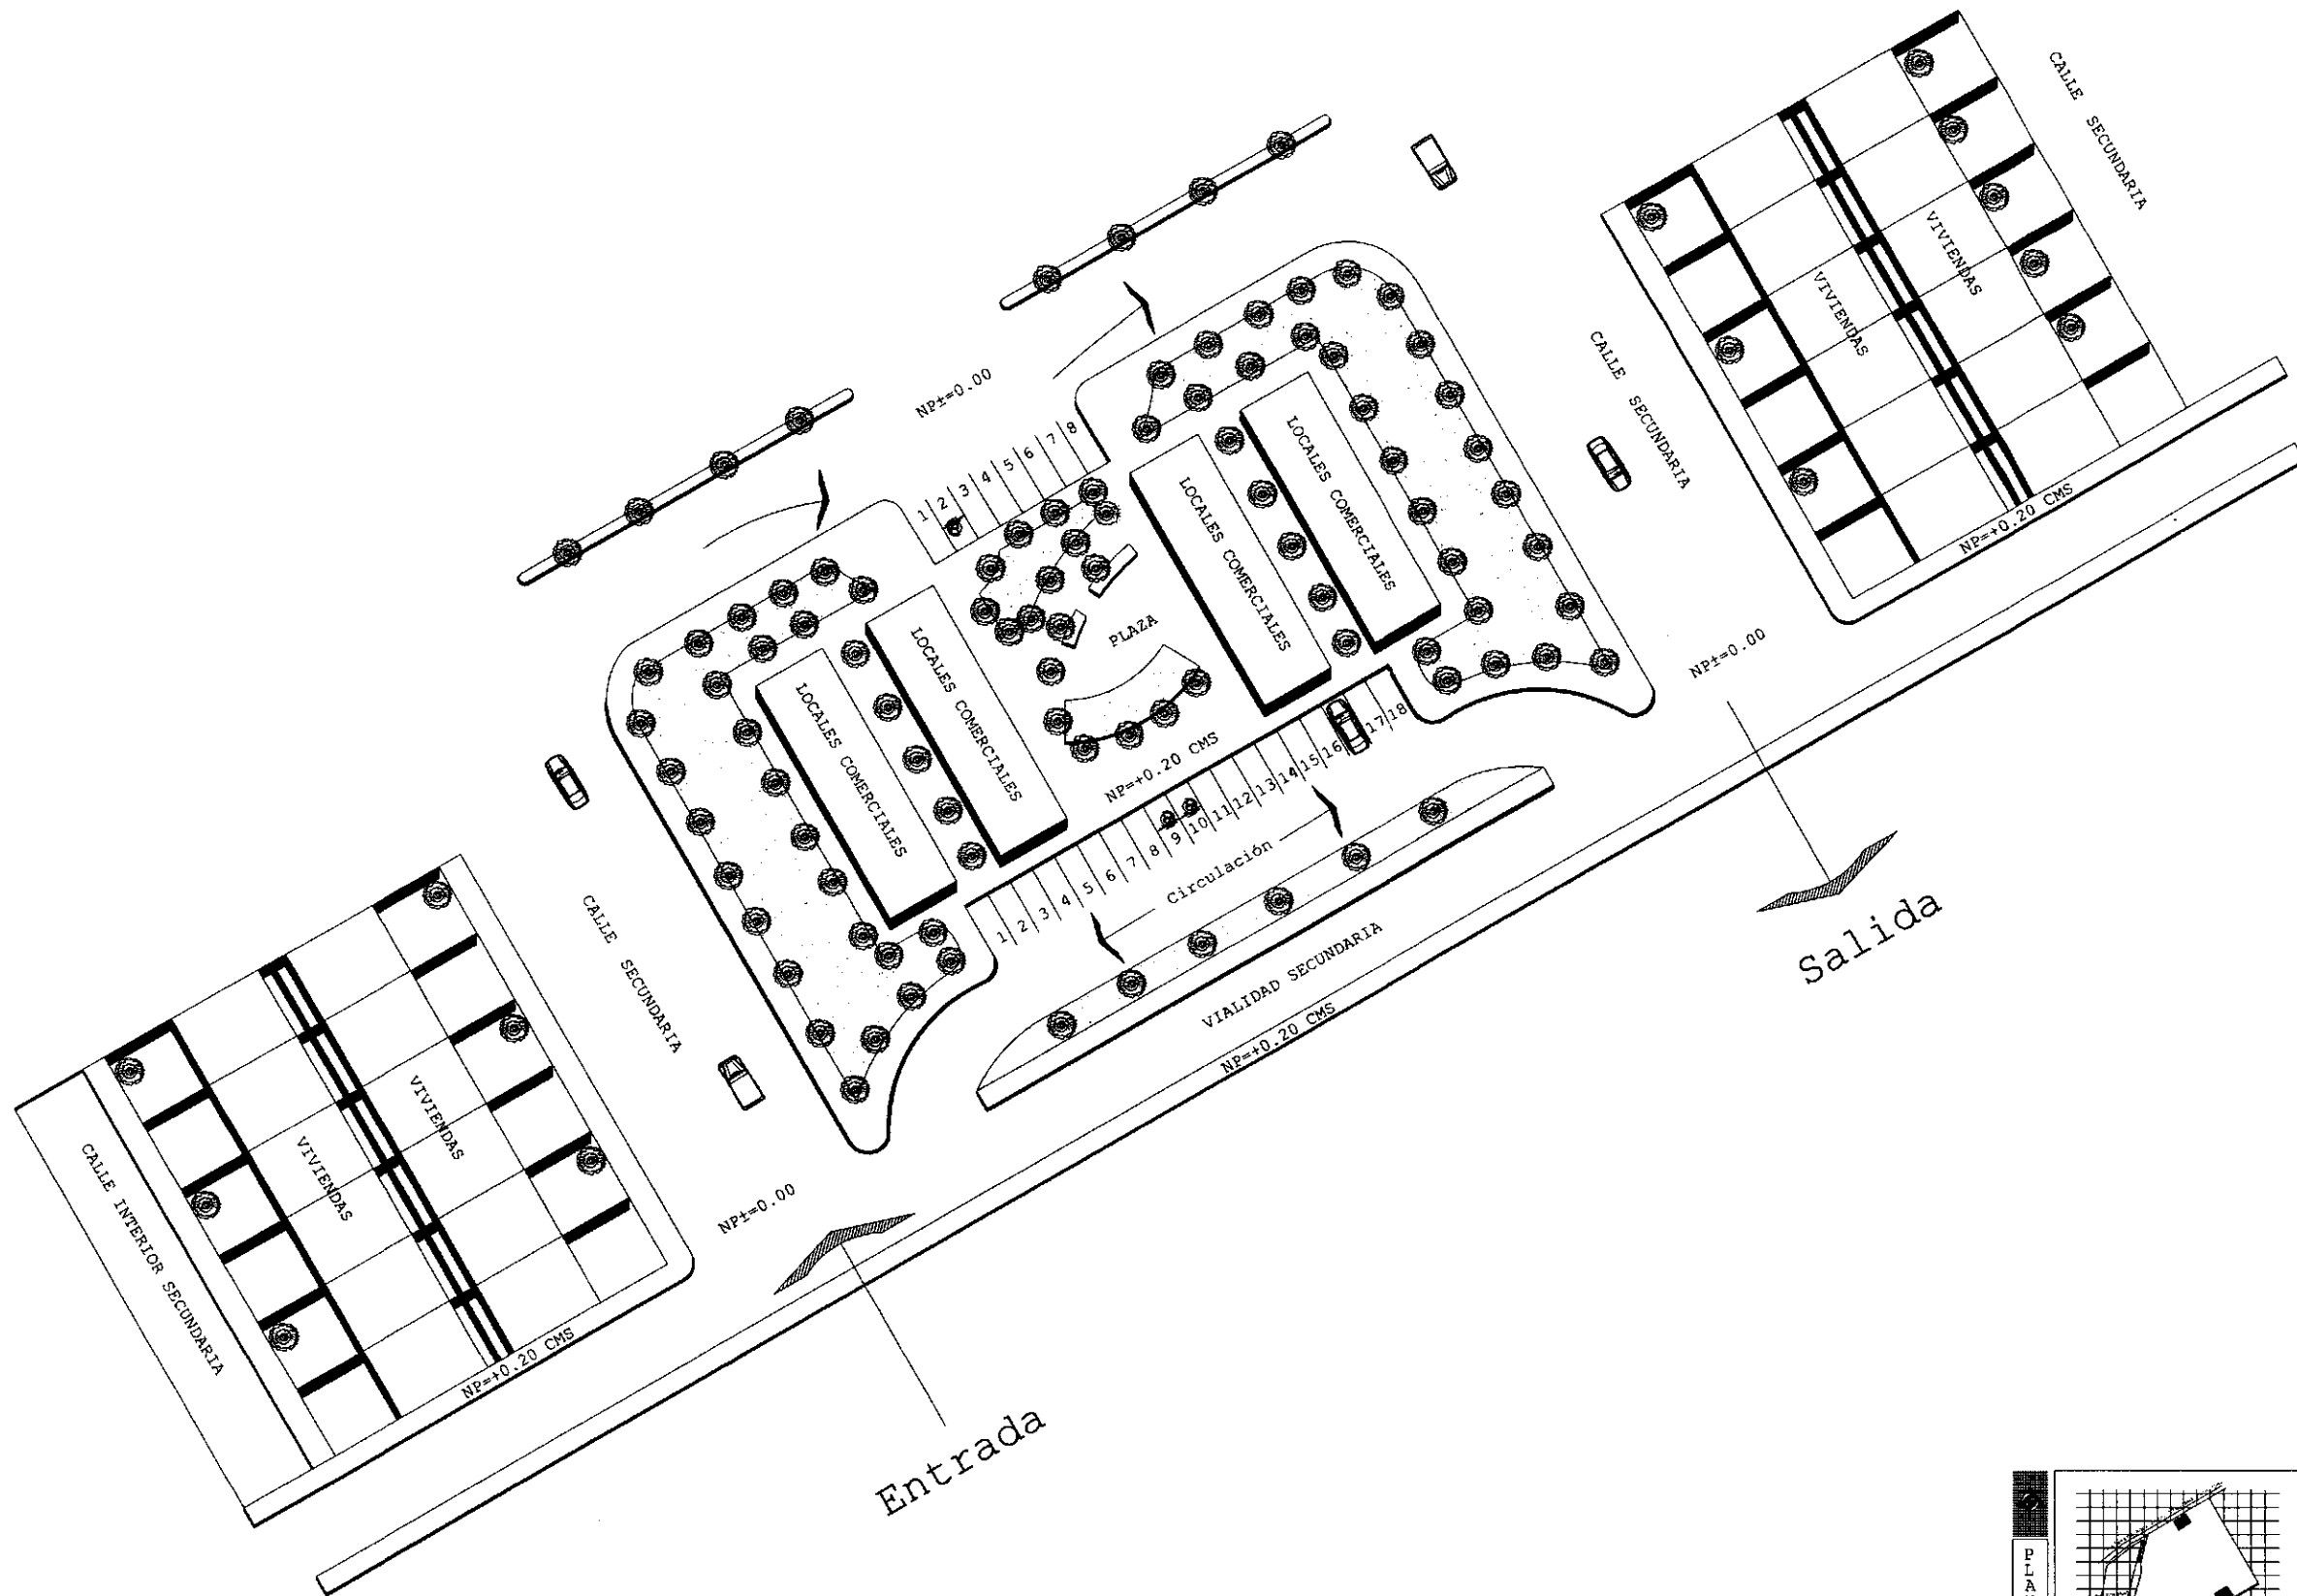 CALLE SECUNDARIA
VIVIENDAS
VIVIENDAS
CALLE SECUNDARIA
NP=+0.20 CMS
NP±=0.00
NP±=0.00
1 2 3 4 5 6 7 8
LOCALES COMERCIALES
LOCALES COMERCIALES
LOCALES COMERCIALES
LOCALES COMERCIALES
PLAZA
NP=+0.20 CMS
1 2 3 4 5 6 7 8 9 10 11 12 13 14 15 16 17 18
Circulación
VIALIDAD SECUNDARIA
NP=+0.20 CMS
Salida
CALLE SECUNDARIA
VIVIENDAS
VIVIENDAS
CALLE INTERIOR SECUNDARIA
NP±=0.00
NP=+0.20 CMS
Entrada